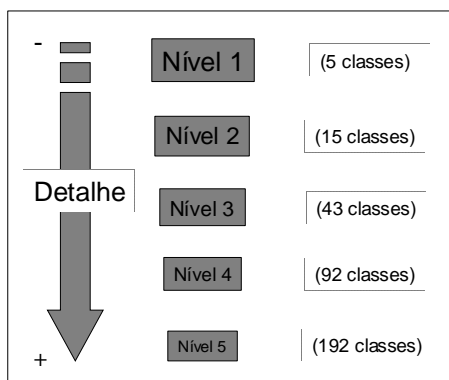 -
Nível 1 (5 classes)
Nível 2 (15 classes)
Detalhe
Nível 3 (43 classes)
Nível 4 (92 classes)
Nível 5 (192 classes)
+